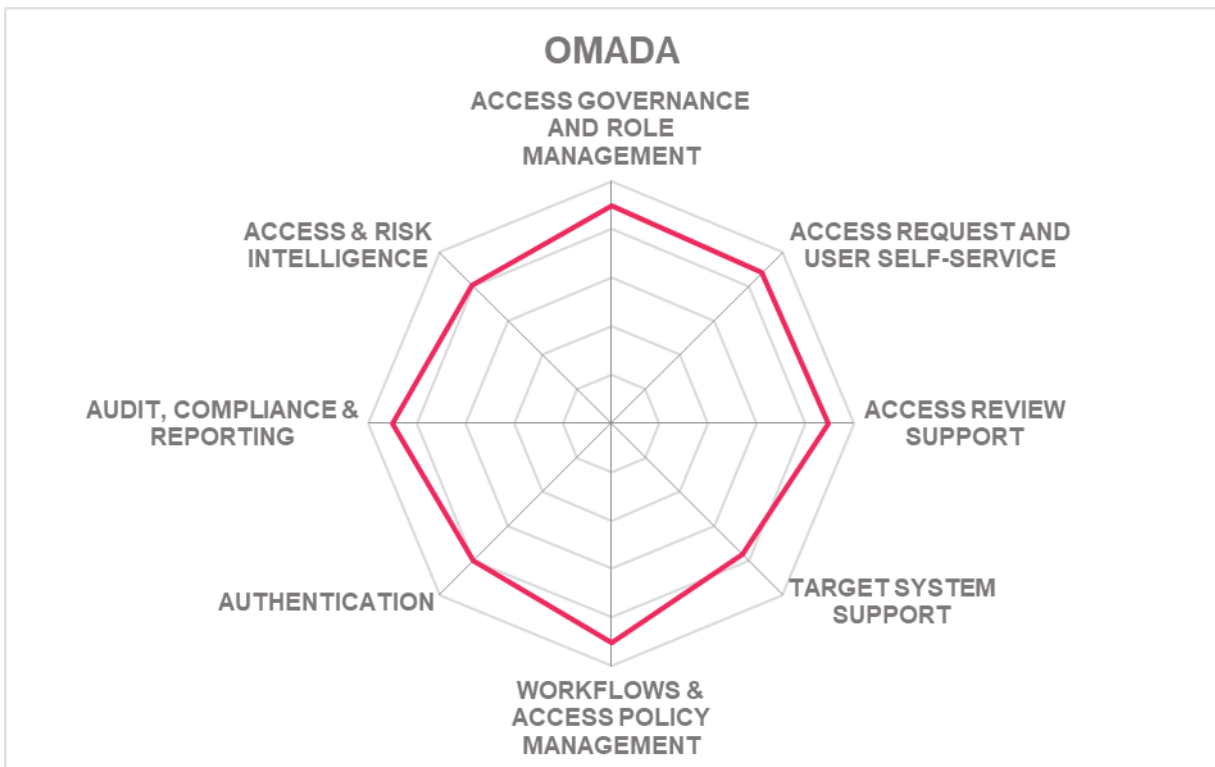 OMADA
ACCESS GOVERNANCE
AND ROLE
MANAGEMENT
ACCESS & RISK
INTELLIGENCE
ACCESS REQUEST AND
USER SELF-SERVICE
AUDIT, COMPLIANCE &
REPORTING
ACCESS REVIEW
SUPPORT
AUTHENTICATION
TARGET SYSTEM
SUPPORT
WORKFLOWS &
ACCESS POLICY
MANAGEMENT